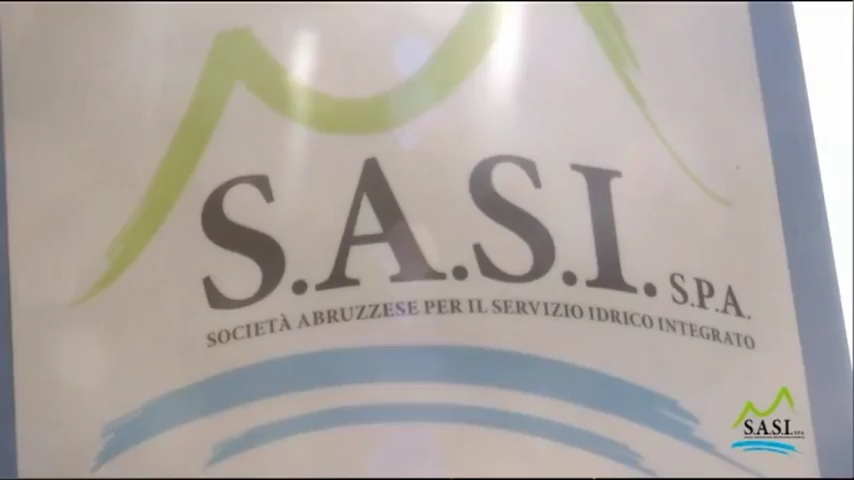 S.A.S.I. S.P.A.
SOCIETÀ ABRUZZESE PER IL SERVIZIO IDRICO INTEGRATO
S.A.S.I. S.P.A.